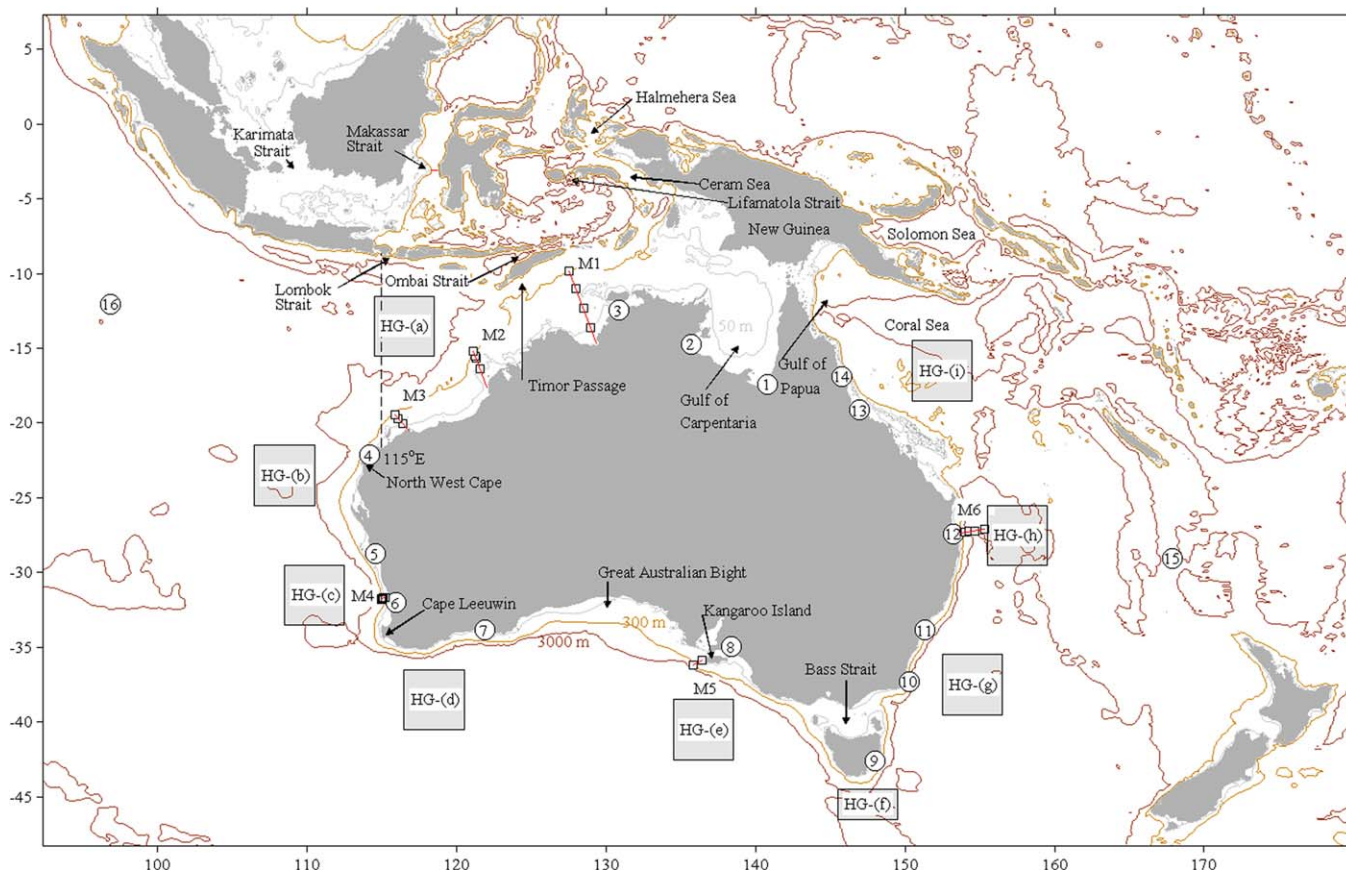 5
0
-5
-10
-15
-20
-25
-30
-35
-40
-45
100
110
120
130
140
150
160
170
Karimata
Strait
Makassar
Strait
Halmehera Sea
Ceram Sea
Lifamatola Strait
New Guinea
Solomon Sea
Lombok
Strait
Ombai Strait
M1
16
HG-(a)
3
50 m
Coral Sea
M2
2
Timor Passage
1
Gulf of
Papua
14
HG-(i)
M3
Gulf of
Carpentaria
13
4
115°E
North West Cape
HG-(b)
M6
12
HG-(h)
5
15
Great Australian Bight
HG-(c)
M4
6
Cape Leeuwin
Kangaroo Island
7
3000 m
300 m
8
11
Bass Strait
10
HG-(g)
HG-(d)
M5
HG-(e)
9
HG-(f)